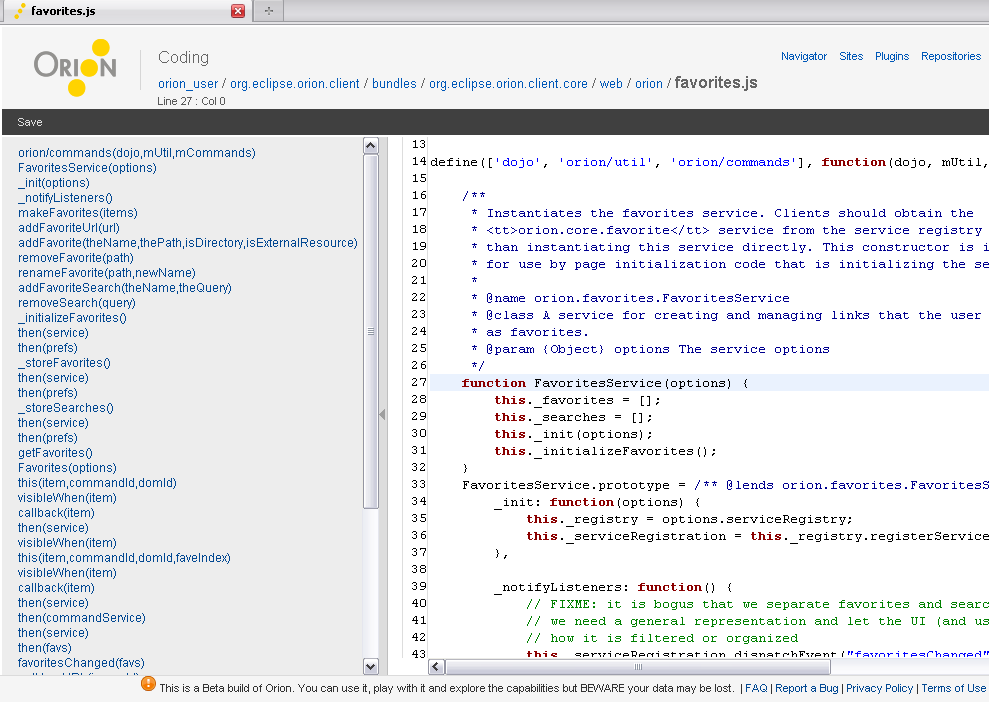 favorites.js
ORION
Coding
Navigator Sites Plugins Repositories
orion_user / org.eclipse.orion.client / bundles / org.eclipse.orion.client.core / web / orion / favorites.js
Line 27 : Col 0
Save
orion/commands(dojo,mUtil,mCommands)
FavoritesService(options)
_init(options)
_notifyListeners()
makeFavorites(items)
addFavoriteUrl(url)
addFavorite(theName,thePath,isDirectory,isExternalResource)
removeFavorite(path)
renameFavorite(path,newName)
addFavoriteSearch(theName,theQuery)
removeSearch(query)
_initializeFavorites()
then(service)
then(prefs)
_storeFavorites()
then(service)
then(prefs)
_storeSearches()
then(service)
then(prefs)
getFavorites()
Favorites(options)
this(item,commandId,domId)
visibleWhen(item)
callback(item)
then(service)
visibleWhen(item)
this(item,commandId,domId,faveIndex)
visibleWhen(item)
callback(item)
then(service)
then(commandService)
then(service)
then(favs)
favoritesChanged(favs)
13
14 define(['dojo', 'orion/util', 'orion/commands'], function(dojo, mUtil,
15
16 /**
17 * Instantiates the favorites service. Clients should obtain the
18 * <tt>orion.core.favorite</tt> service from the service registry
19 * than instantiating this service directly. This constructor is i
20 * for use by page initialization code that is initializing the se
21 *
22 * @name orion.favorites.FavoritesService
23 * @class A service for creating and managing links that the user
24 * as favorites.
25 * @param {Object} options The service options
26 */
27 function FavoritesService(options) {
28 this._favorites = [];
29 this._searches = [];
30 this._init(options);
31 this._initializeFavorites();
32 }
33 FavoritesService.prototype = /** @lends orion.favorites.FavoritesS
34 _init: function(options) {
35 this._registry = options.serviceRegistry;
36 this._serviceRegistration = this._registry.registerService
37 },
38
39 _notifyListeners: function() {
40 // FIXME: it is bogus that we separate favorites and searc
41 // we need a general representation and let the UI (and us
42 // how it is filtered or organized
43 this._serviceRegistration.dispatchEvent("favoritesChanged"
This is a Beta build of Orion. You can use it, play with it and explore the capabilities but BEWARE your data may be lost. | FAQ | Report a Bug | Privacy Policy | Terms of Use